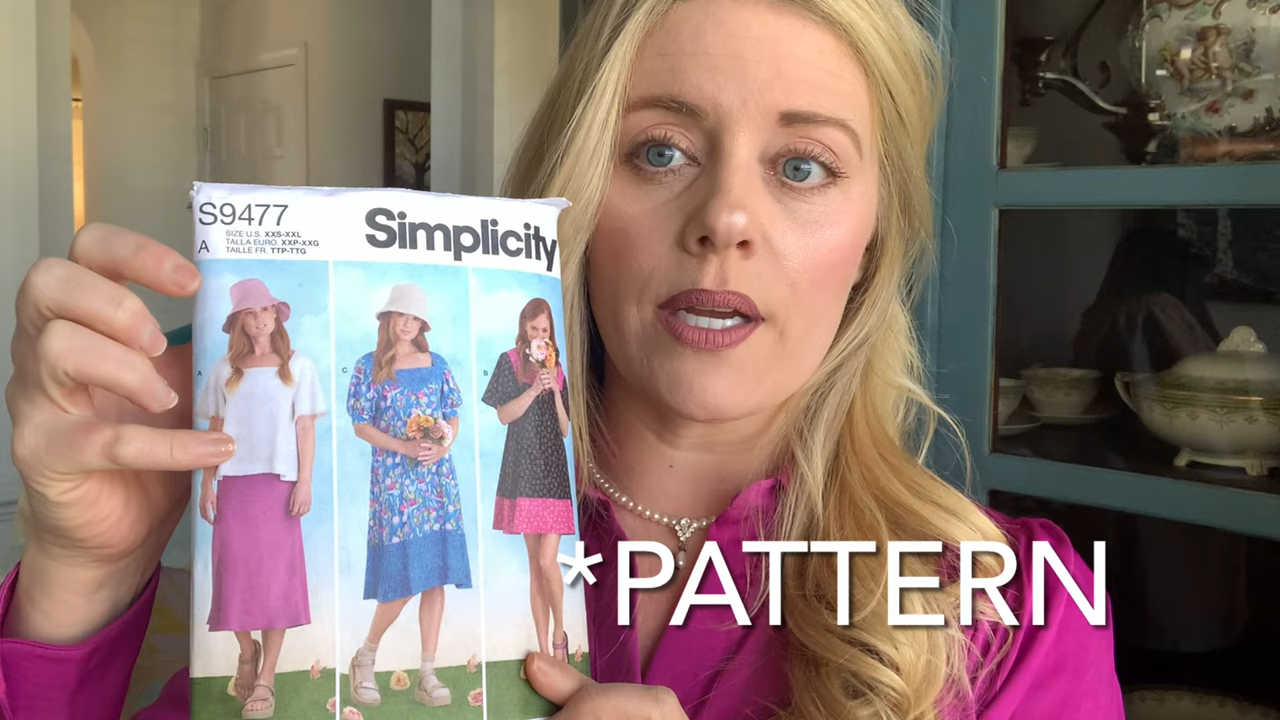 S9477
SIZE U.S. XXS-XXL
TALLA EURO. XXP-XXG
TAILLE FR. TTP-TTG
A
Simplicity
A
C
B
*PATTERN